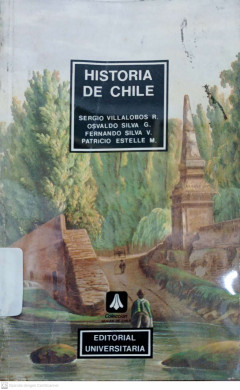 HISTORIA
DE CHILE
SERGIO VILLALOBOS R.
OSVALDO SILVA G.
FERNANDO SILVA V.
PATRICIO ESTELLE M.
EDITORIAL
UNIVERSITARIA